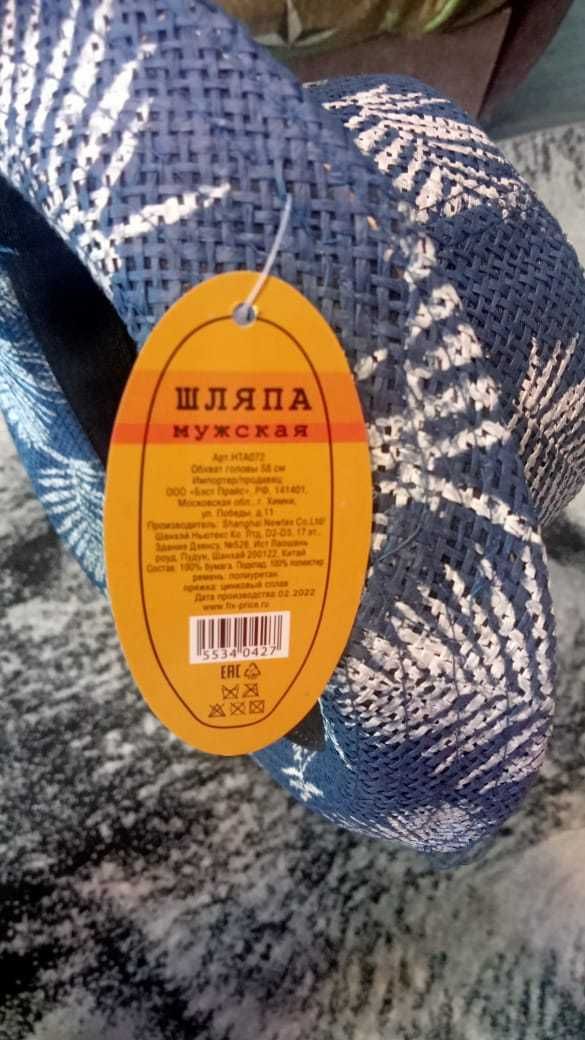 ШЛЯПА
мужская
Арт.НТА072
Обхват головы 58 см
Импортер/продавец:
ООО «Бэст Прайс», РФ, 141401,
Московская обл., г. Химки,
ул. Победы, д.11
Производитель: Shanghai Newtex Co.Ltd/
Шанхай Ньютекс Ко. Лтд, D2-D3, 17 эт.,
Здание Дзянсу, №526, Ист Лаошань
роуд, Пудун, Шанхай 200122, Китай
Состав: 100% бумага. Подклад: 100% полиэстер
ремень: полиуретан.
пряжка: цинковый сплав
Дата производства:02.2022
www.fix-price.ru
5534 0427
EAC